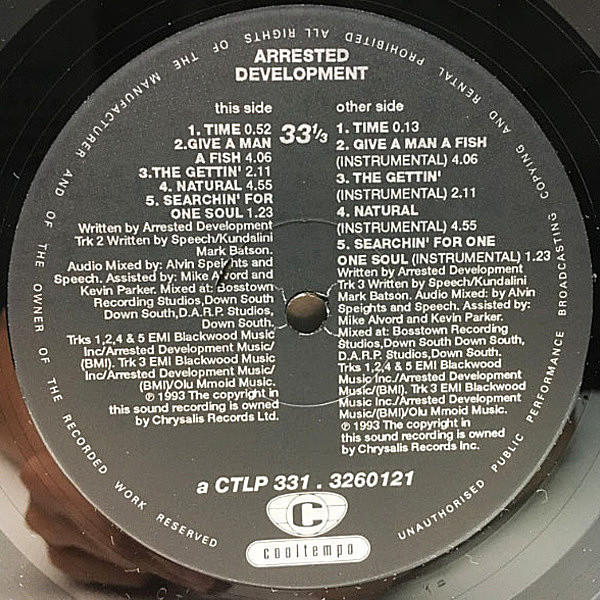 ALL RIGHTS OF THE MANUFACTURER AND OF THE OWNER OF THE RECORDED WORK RESERVED
UNAUTHORISED PUBLIC PERFORMANCE BROADCASTING COPYING AND RENTAL PROHIBITED
ARRESTED
DEVELOPMENT
this side
1. TIME 0.52
2.GIVE A MAN
A FISH 4.06
3.THE GETTIN' 2.11
4. NATURAL 4.55
5. SEARCHIN' FOR
ONE SOUL 1.23
Written by Arrested Development
Trk 2 Written by Speech/Kundalini
Mark Batson.
Audio Mixed by: Alvin Speights and
Speech. Assisted by: Mike Alvord and
Kevin Parker. Mixed at: Bosstown
Recording Studios,Down South
Down South,D.A.R.P. Studios,
Down South.
Trks 1,2,4 & 5 EMI Blackwood Music
Inc/Arrested Development Music/
(BMI). Trk 3 EMI Blackwood Music
Inc/Arrested Development Music/
(BMI)/Olu Mmoid Music.
℗ 1993 The copyright in
this sound recording is owned
by Chrysalis Records Ltd.
33 1/3
other side
1. TIME 0.13
2. GIVE A MAN A FISH
(INSTRUMENTAL) 4.06
3. THE GETTIN'
(INSTRUMENTAL) 2.11
4. NATURAL
(INSTRUMENTAL) 4.55
5. SEARCHIN' FOR ONE
ONE SOUL (INSTRUMENTAL) 1.23
Written by Arrested Development
Trk 3 Written by Speech/Kundalini
Mark Batson. Audio Mixed: by Alvin
Speights and Speech. Assisted by:
Mike Alvord and Kevin Parker.
Mixed at: Bosstown Recording
Studios,Down South Down South,
D.A.R.P. Studios,Down South.
Trks 1,2,4 & 5 EMI Blackwood
Music Inc./Arrested Development
Music/(BMI). Trk 3 EMI Blackwood
Music Inc./Arrested Development
Music/(BMI)/Olu Mmoid Music.
℗ 1993 The copyright in
this sound recording is owned
by Chrysalis Records Inc.
a CTLP 331 . 3260121
C
cooltempo